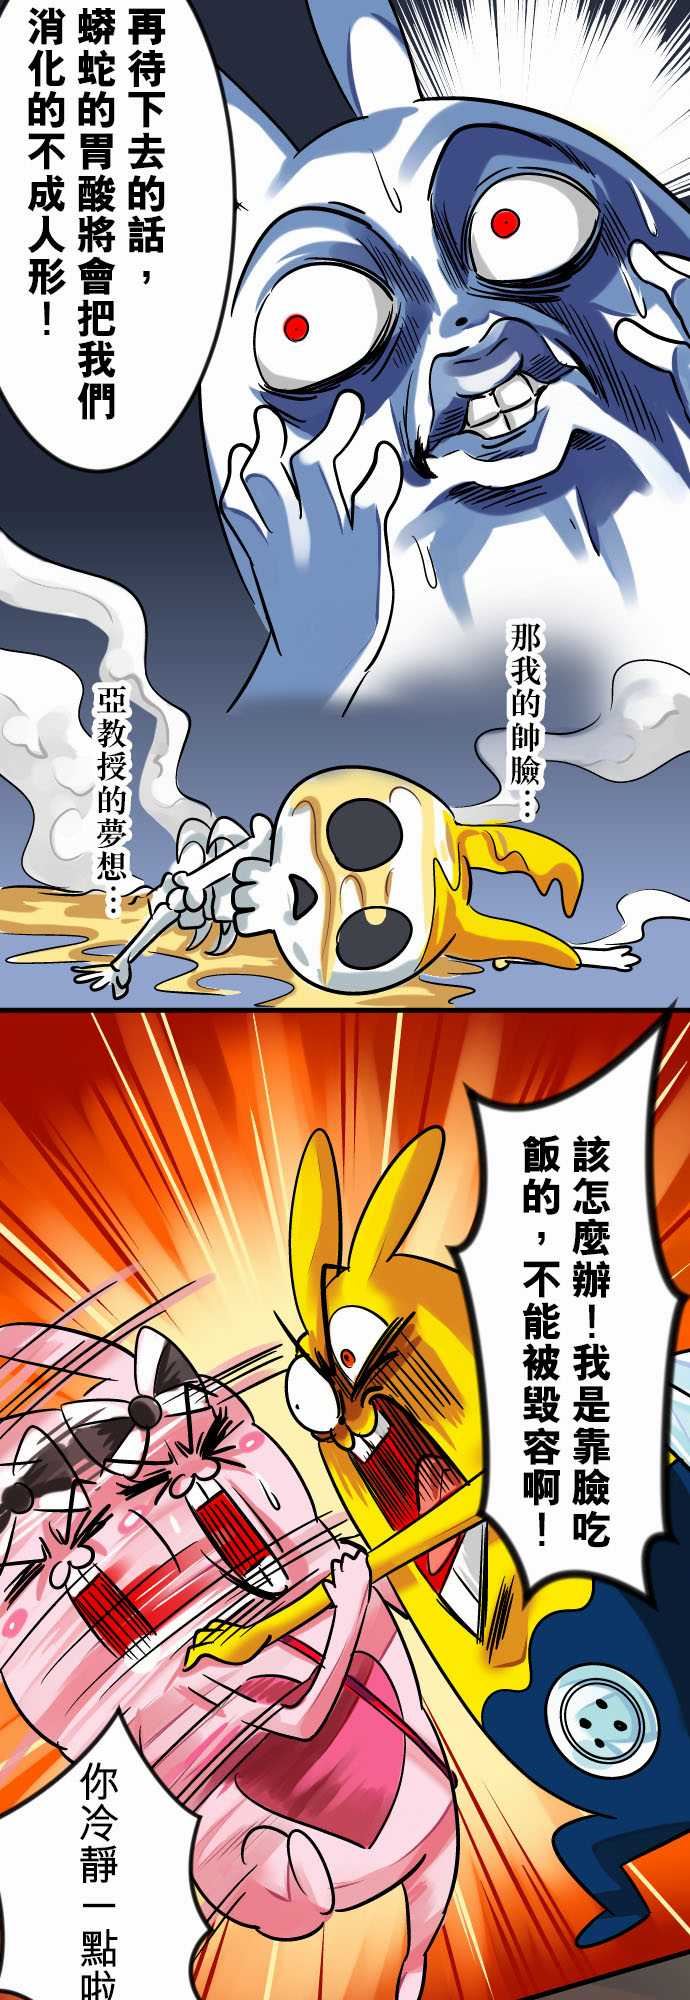 再待下去的話，
蟒蛇的胃酸將會把我們
消化的不成人形！
那我的帥臉…
亞教授的夢想…
該怎麼辦！我是靠臉吃
飯的，不能被毀容啊！
你冷靜一點啦